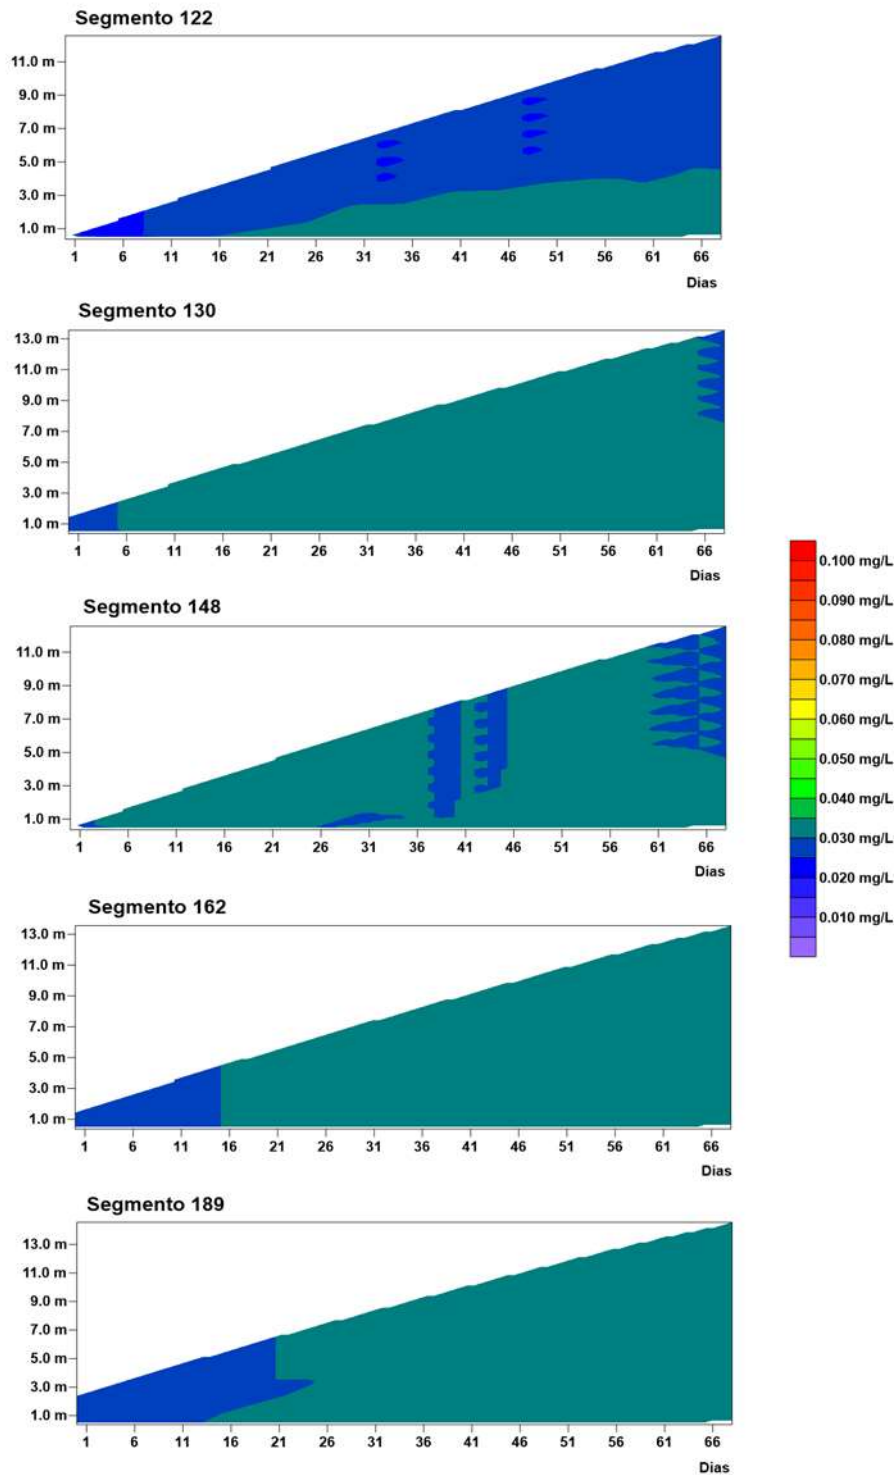 Segmento 122
11.0 m
9.0 m
7.0 m
5.0 m
3.0 m
1.0 m
1 6 11 16 21 26 31 36 41 46 51 56 61 66
Dias
Segmento 130
13.0 m
11.0 m
9.0 m
7.0 m
5.0 m
3.0 m
1.0 m
1 6 11 16 21 26 31 36 41 46 51 56 61 66
Dias
Segmento 148
11.0 m
9.0 m
7.0 m
5.0 m
3.0 m
1.0 m
1 6 11 16 21 26 31 36 41 46 51 56 61 66
Dias
Segmento 162
13.0 m
11.0 m
9.0 m
7.0 m
5.0 m
3.0 m
1.0 m
1 6 11 16 21 26 31 36 41 46 51 56 61 66
Dias
Segmento 189
13.0 m
11.0 m
9.0 m
7.0 m
5.0 m
3.0 m
1.0 m
1 6 11 16 21 26 31 36 41 46 51 56 61 66
Dias
0.100 mg/L
0.090 mg/L
0.080 mg/L
0.070 mg/L
0.060 mg/L
0.050 mg/L
0.040 mg/L
0.030 mg/L
0.020 mg/L
0.010 mg/L